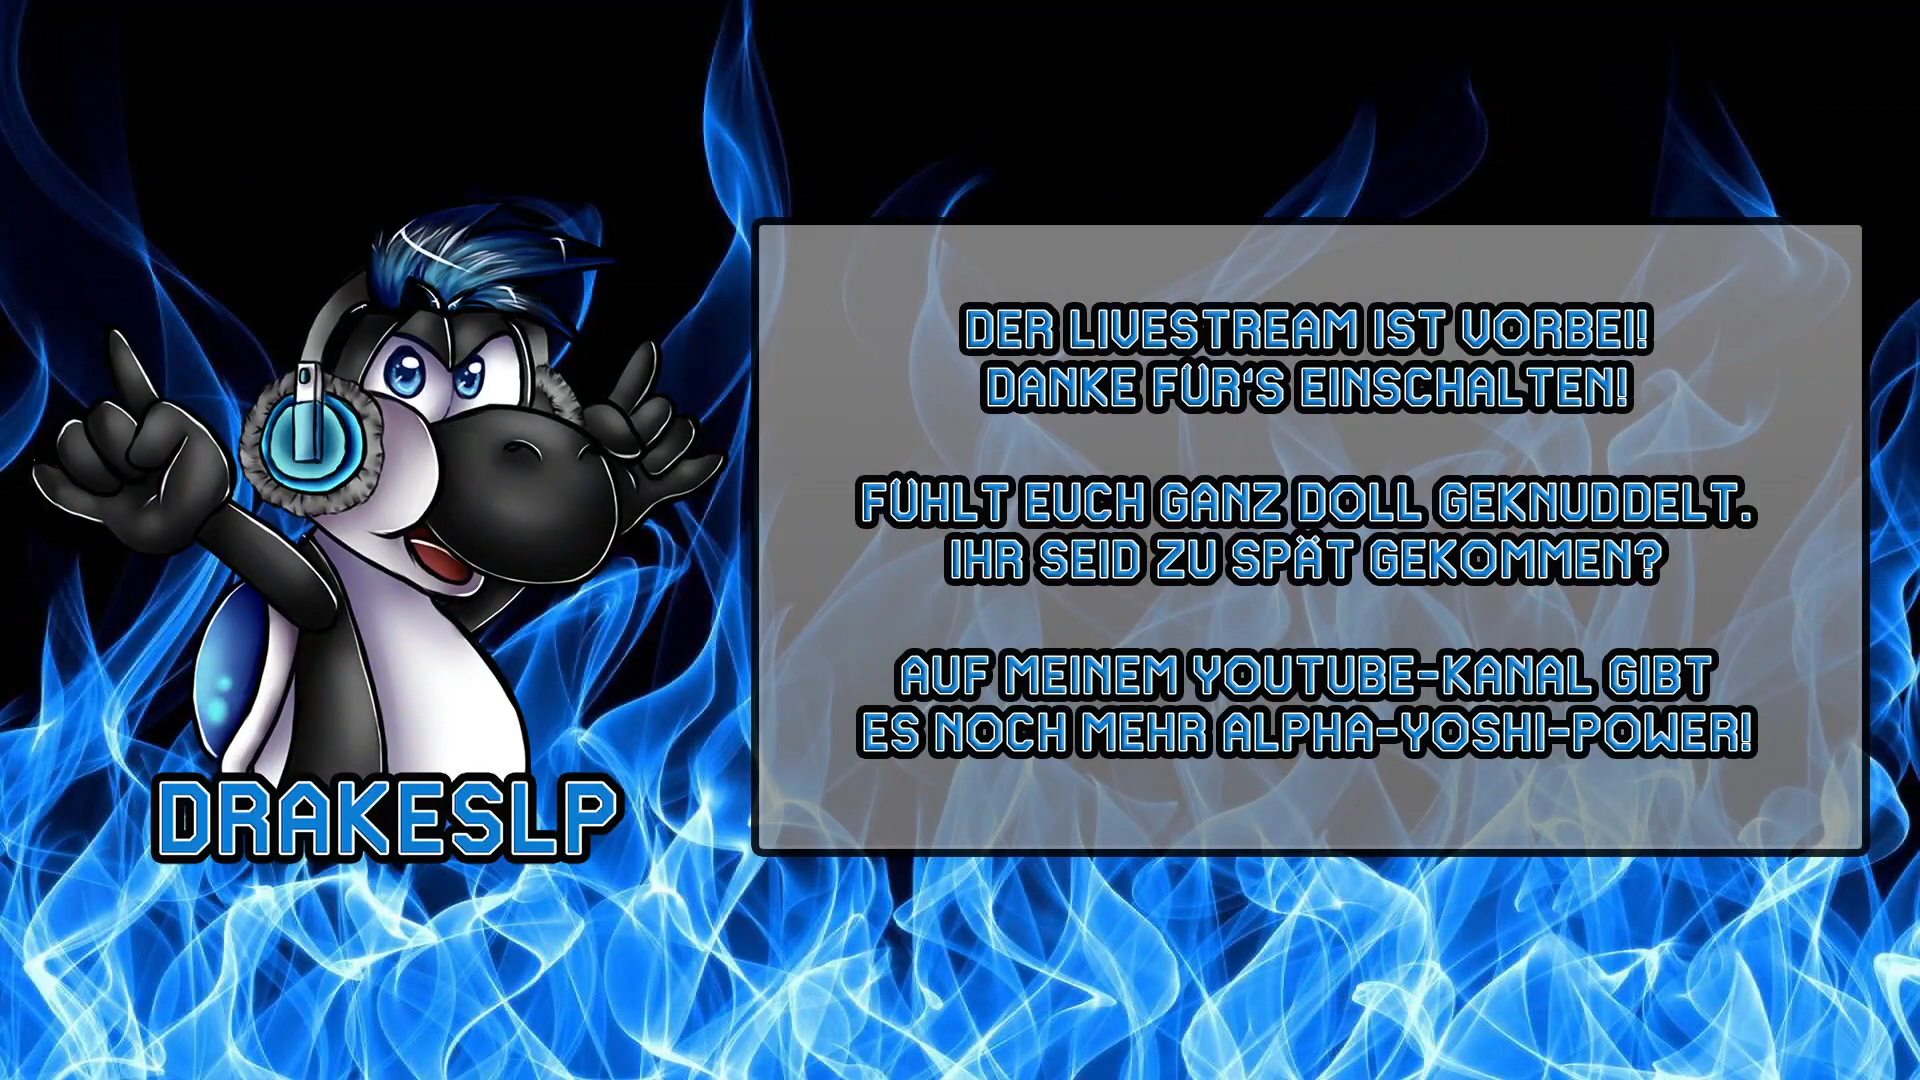 DER LIVESTREAM IST VORBEI!
DANKE FÜR'S EINSCHALTEN!
FÜHLT EUCH GANZ DOLL GEKNUDDELT.
IHR SEID ZU SPÄT GEKOMMEN?
AUF MEINEM YOUTUBE-KANAL GIBT
ES NOCH MEHR ALPHA-YOSHI-POWER!
DRAKESLP